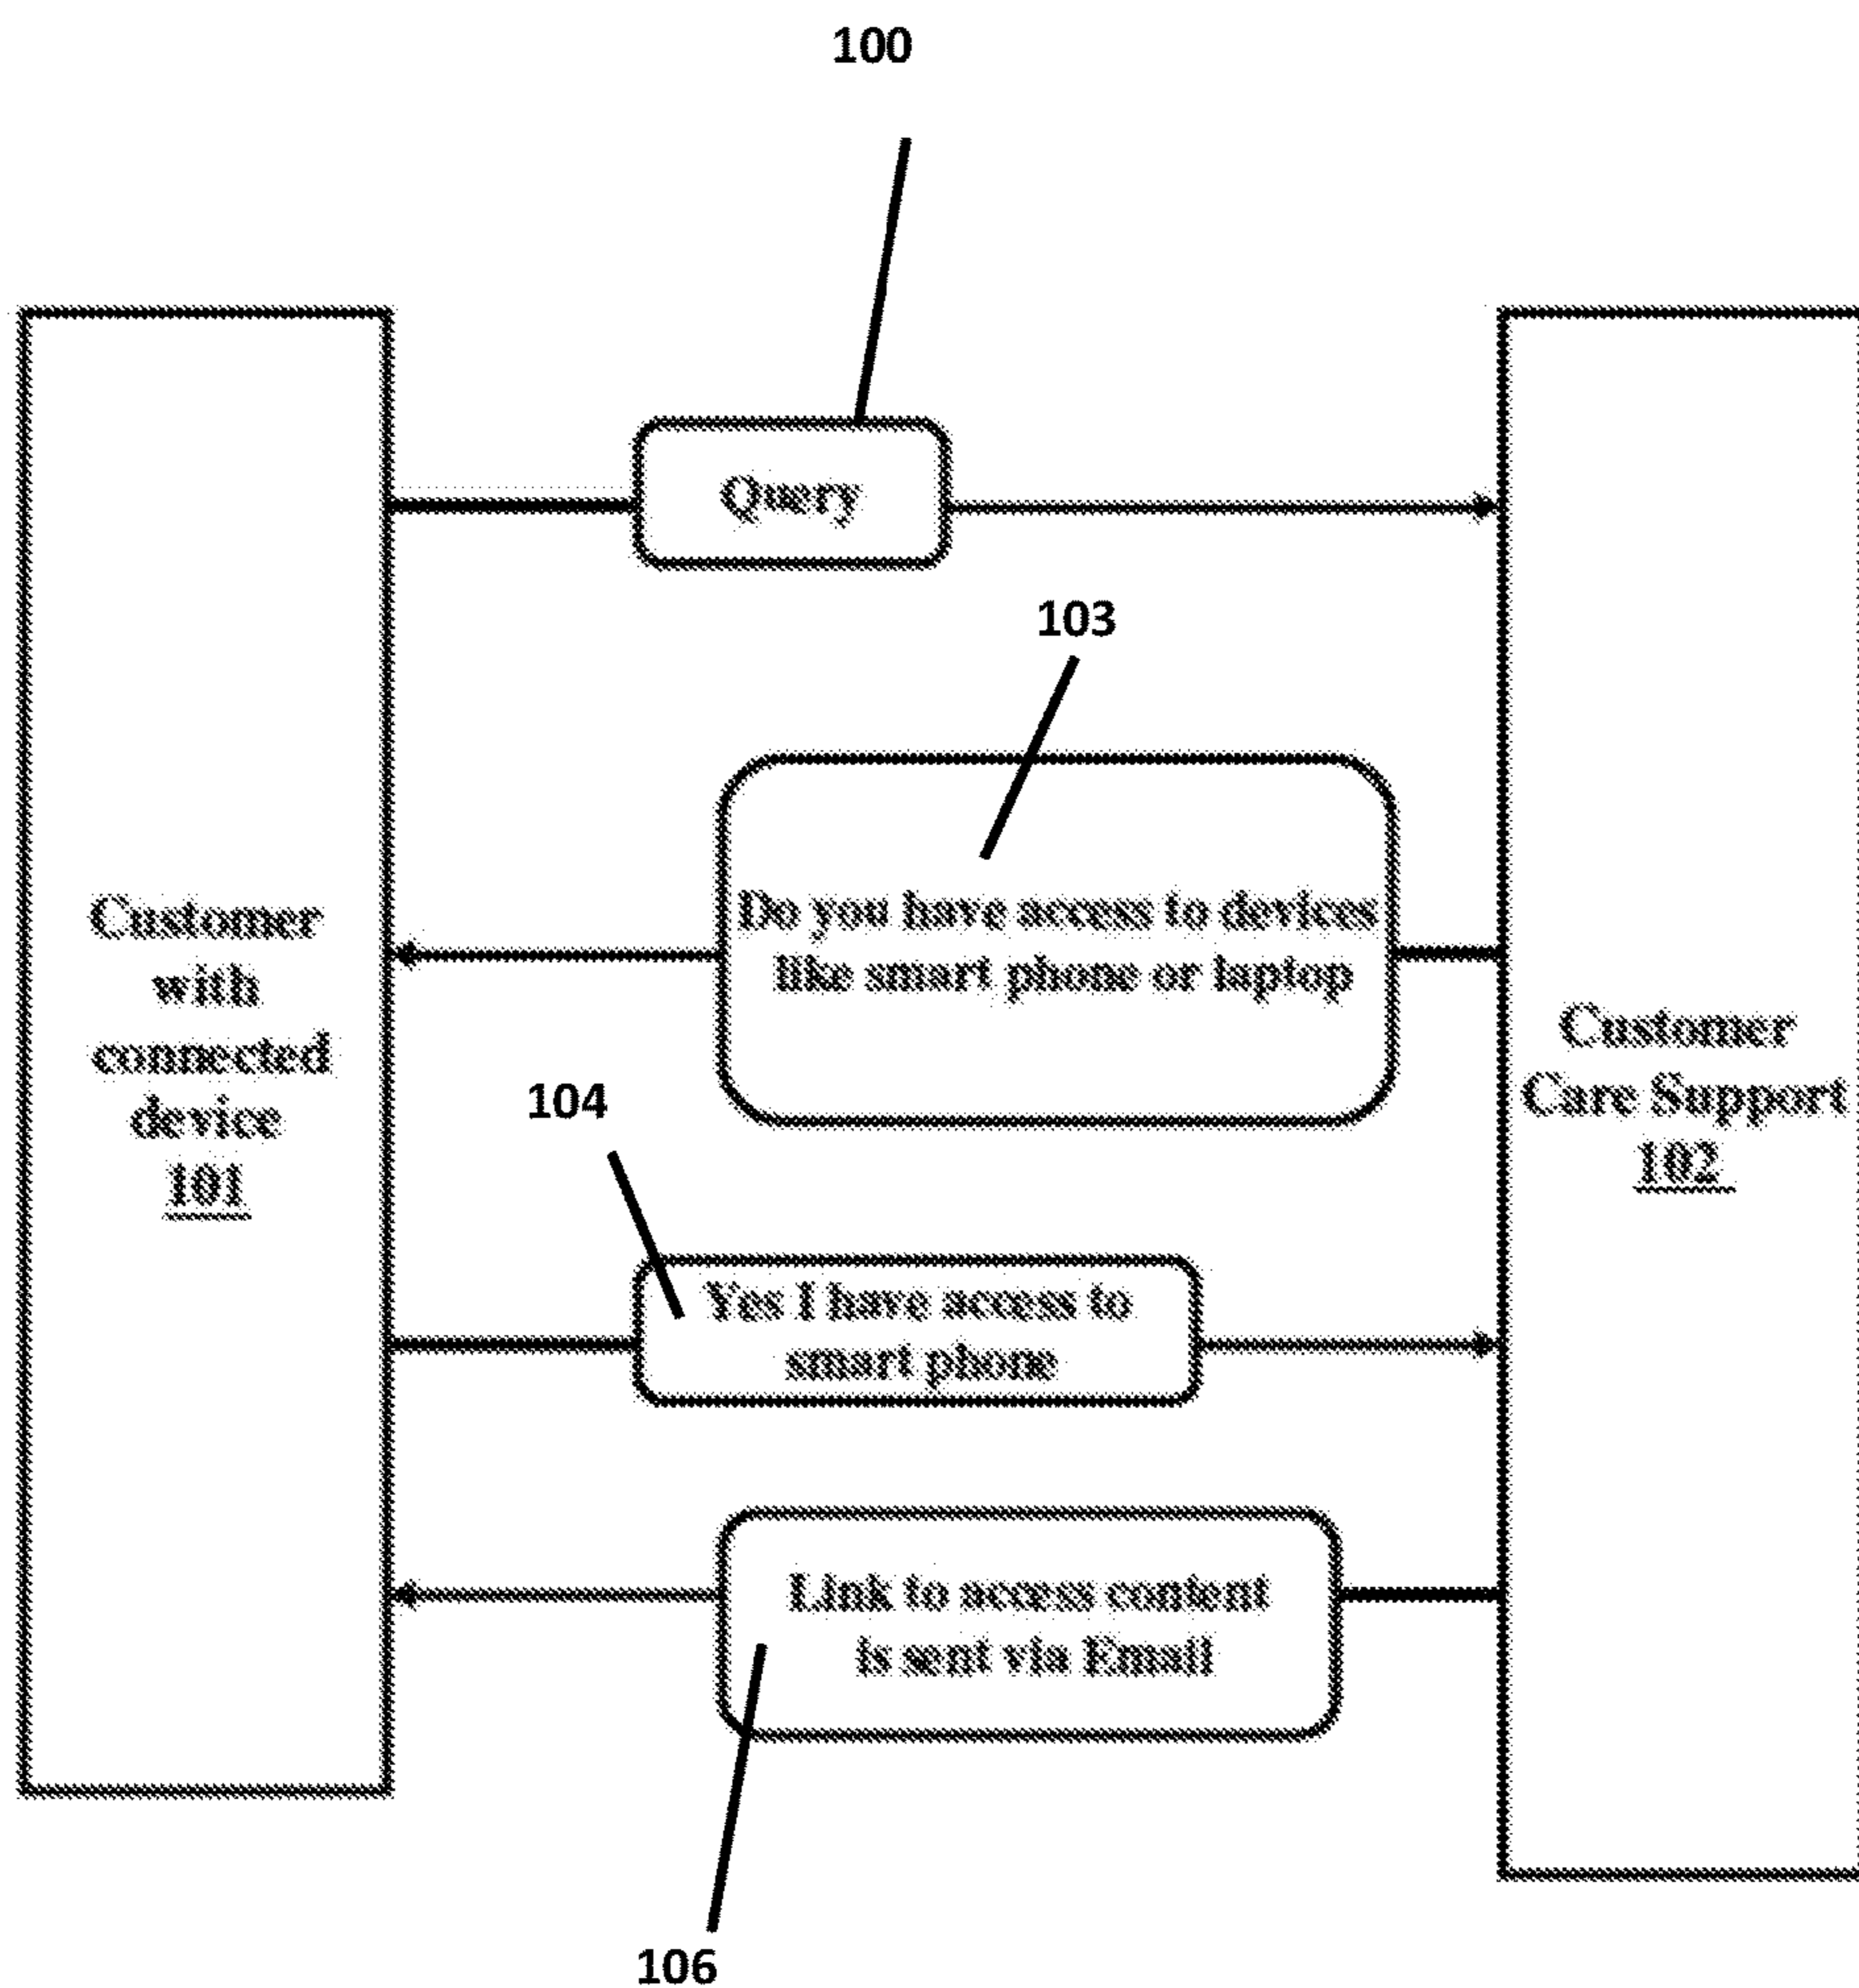 100
Query
103
Do you have access to devices
like smart phone or laptop
Customer
with
connected
device
101
Customer
Care Support
102
104
Yes I have access to
smart phone
Link to access content
is sent via Email
106